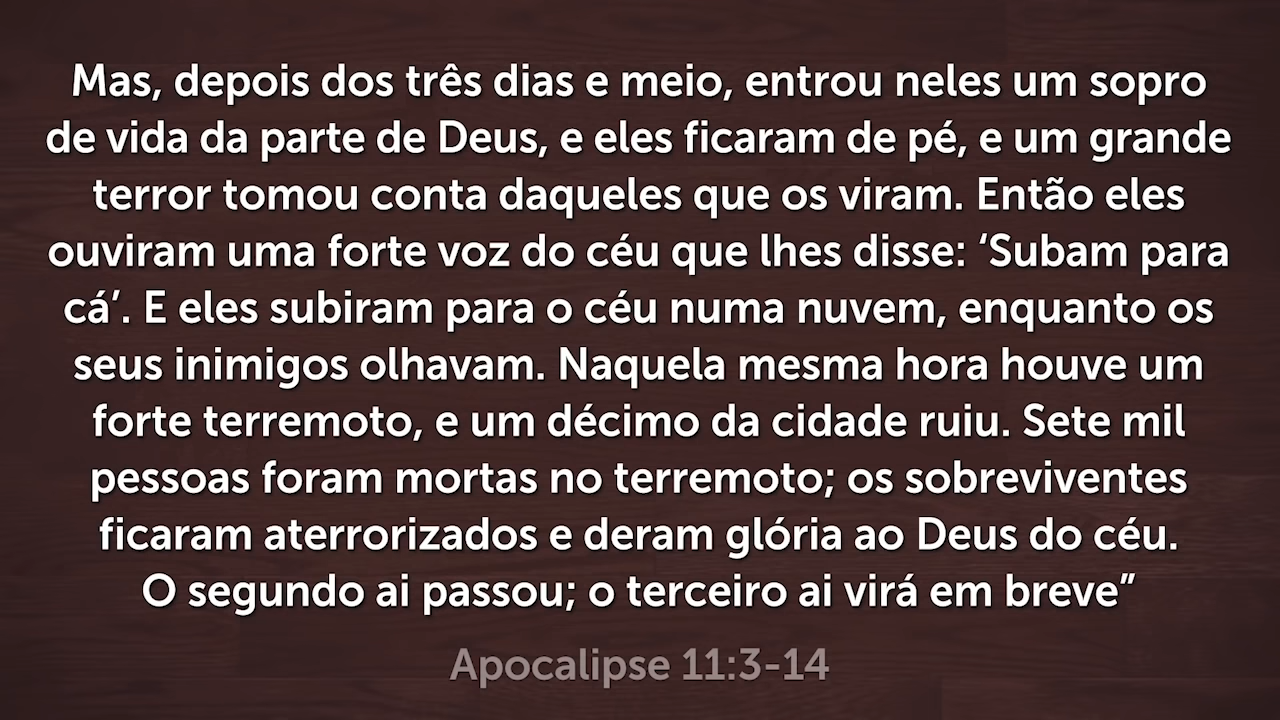 Mas, depois dos três dias e meio, entrou neles um sopro
de vida da parte de Deus, e eles ficaram de pé, e um grande
terror tomou conta daqueles que os viram. Então eles
ouviram uma forte voz do céu que lhes disse: ‘Subam para
cá’. E eles subiram para o céu numa nuvem, enquanto os
seus inimigos olhavam. Naquela mesma hora houve um
forte terremoto, e um décimo da cidade ruiu. Sete mil
pessoas foram mortas no terremoto; os sobreviventes
ficaram aterrorizados e deram glória ao Deus do céu.
O segundo ai passou; o terceiro ai virá em breve”
Apocalipse 11:3-14